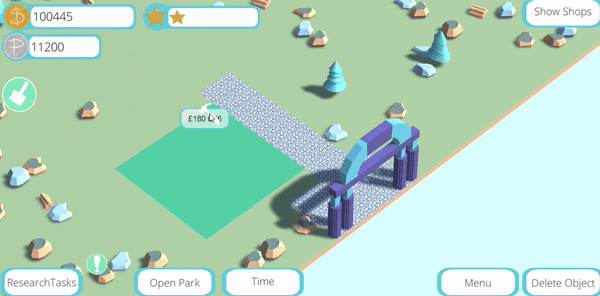 100445
Show Shops
11200
£180
ResearchTasks
Open Park
Time
Menu
Delete Object